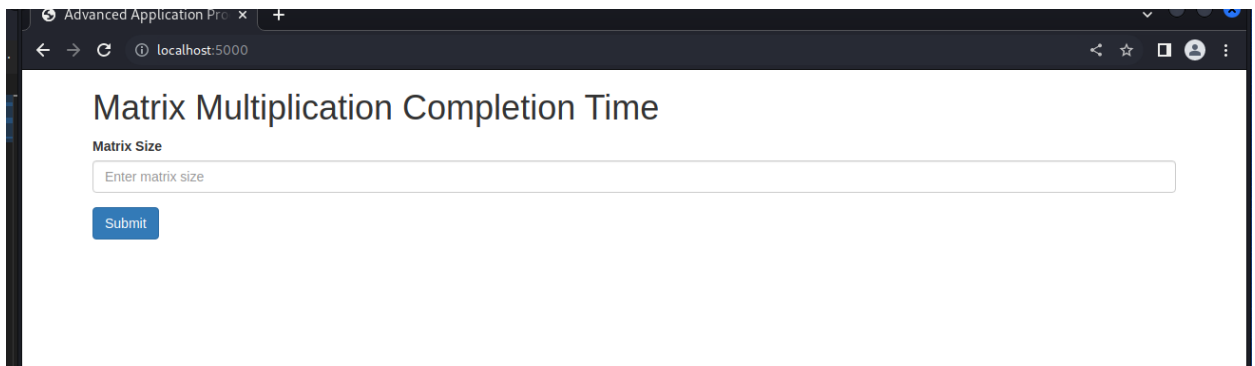 Advanced Application Pro
localhost:5000
Matrix Multiplication Completion Time
Matrix Size
Enter matrix size
Submit